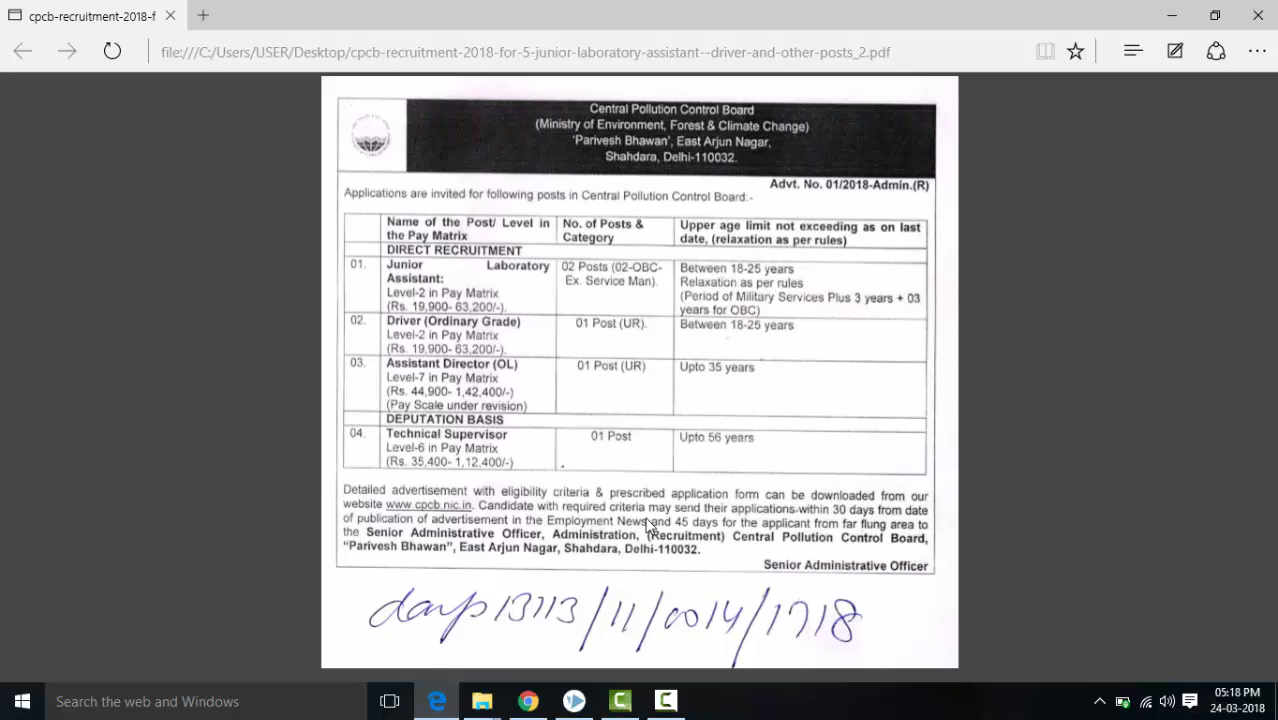 cpcb-recruitment-2018-f
file:///C:/Users/USER/Desktop/cpcb-recruitment-2018-for-5-junior-laboratory-assistant--driver-and-other-posts_2.pdf
Central Pollution Control Board
(Ministry of Environment, Forest & Climate Change)
'Parivesh Bhawan', East Arjun Nagar,
Shahdara, Delhi-110032.
Advt. No. 01/2018-Admin.(R)
Applications are invited for following posts in Central Pollution Control Board:-
Name of the Post/ Level in the Pay Matrix
No. of Posts & Category
Upper age limit not exceeding as on last date, (relaxation as per rules)
DIRECT RECRUITMENT
01.
Junior Laboratory
Assistant:
Level-2 in Pay Matrix
(Rs. 19,900- 63,200/-).
02 Posts (02-OBC-
Ex. Service Man).
Between 18-25 years
Relaxation as per rules
(Period of Military Services Plus 3 years + 03
years for OBC)
02.
Driver (Ordinary Grade)
Level-2 in Pay Matrix
(Rs. 19,900- 63,200/-).
01 Post (UR).
Between 18-25 years
03.
Assistant Director (OL)
Level-7 in Pay Matrix
(Rs. 44,900- 1,42,400/-)
(Pay Scale under revision)
01 Post (UR)
Upto 35 years
DEPUTATION BASIS
04.
Technical Supervisor
Level-6 in Pay Matrix
(Rs. 35,400- 1,12,400/-)
01 Post
Upto 56 years
Detailed advertisement with eligibility criteria & prescribed application form can be downloaded from our
website www.cpcb.nic.in. Candidate with required criteria may send their applications within 30 days from date
of publication of advertisement in the Employment News and 45 days for the applicant from far flung area to
the Senior Administrative Officer, Administration, (Recruitment) Central Pollution Control Board,
"Parivesh Bhawan", East Arjun Nagar, Shahdara, Delhi-110032.
Senior Administrative Officer
davp 13113/11/0014/1718
Search the web and Windows
05:18 PM
24-03-2018